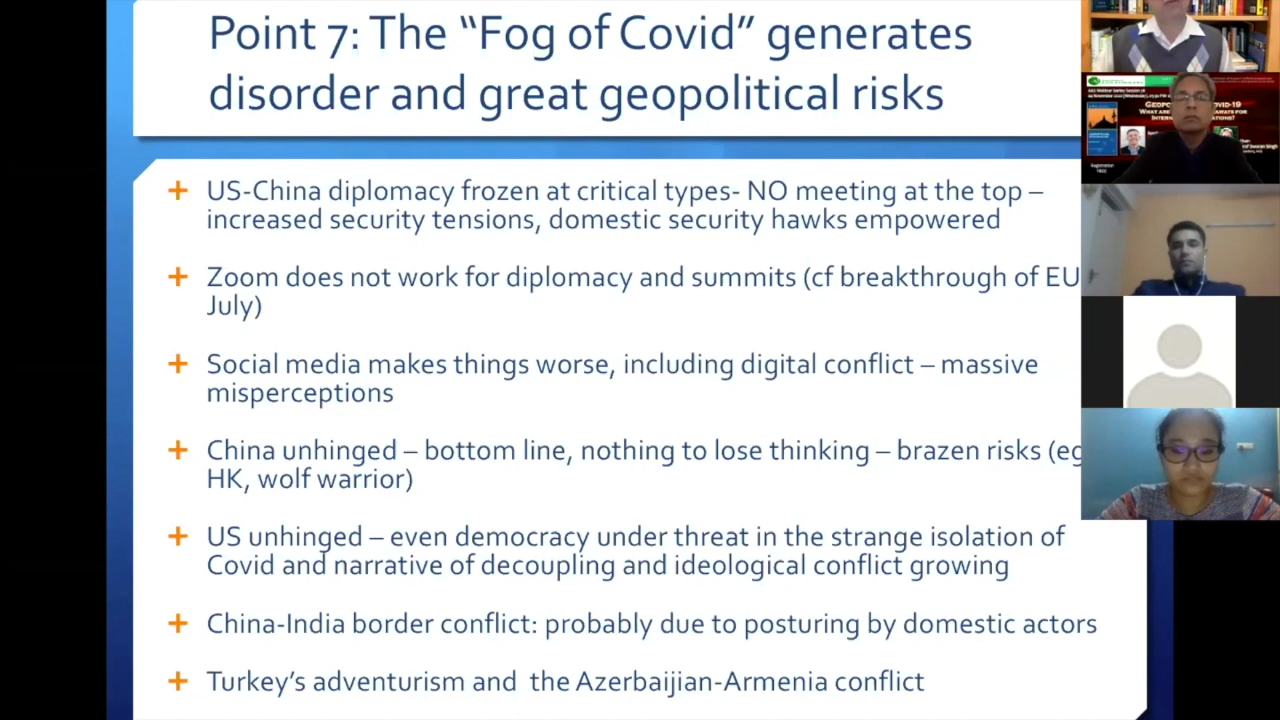 Point 7: The “Fog of Covid” generates
disorder and great geopolitical risks
US-China diplomacy frozen at critical types- NO meeting at the top –
increased security tensions, domestic security hawks empowered
Zoom does not work for diplomacy and summits (cf breakthrough of EU
July)
Social media makes things worse, including digital conflict – massive
misperceptions
China unhinged – bottom line, nothing to lose thinking – brazen risks (eg
HK, wolf warrior)
US unhinged – even democracy under threat in the strange isolation of
Covid and narrative of decoupling and ideological conflict growing
China-India border conflict: probably due to posturing by domestic actors
Turkey’s adventurism and  the Azerbaijian-Armenia conflict